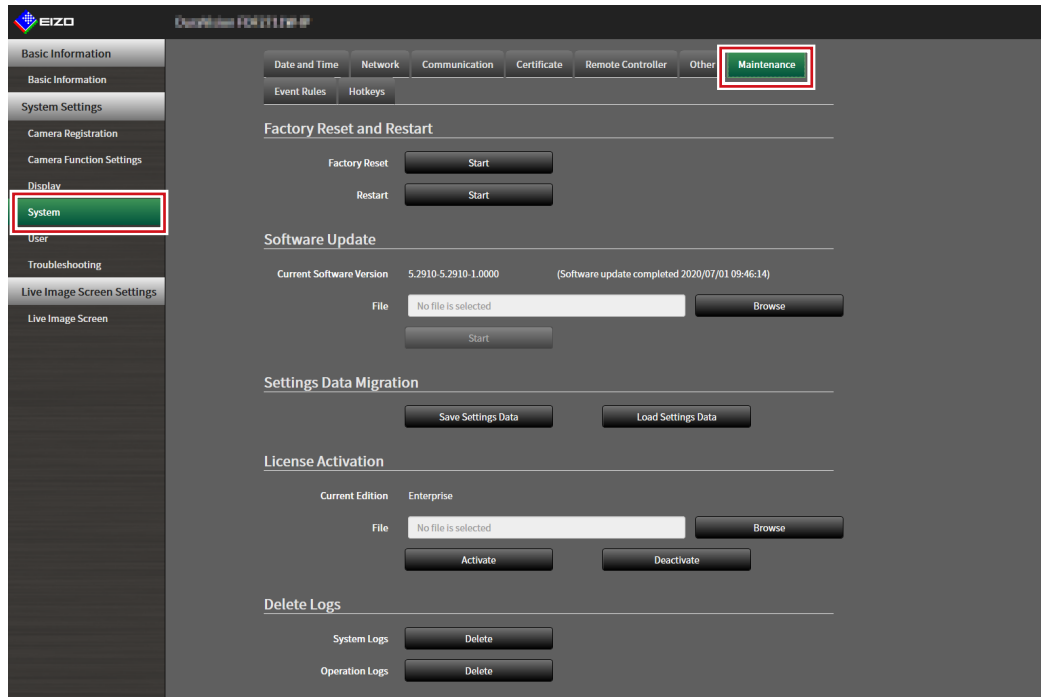 EIZO
Basic Information
Basic Information
System Settings
Camera Registration
Camera Function Settings
Display
System
User
Troubleshooting
Live Image Screen Settings
Live Image Screen
Date and Time Network Communication Certificate Remote Controller Other Maintenance
Event Rules Hotkeys
Factory Reset and Restart
Factory Reset Start
Restart Start
Software Update
Current Software Version 5.2910-5.2910-1.0000 (Software update completed 2020/07/01 09:46:14)
File No file is selected Browse
Start
Settings Data Migration
Save Settings Data Load Settings Data
License Activation
Current Edition Enterprise
File No file is selected Browse
Activate Deactivate
Delete Logs
System Logs Delete
Operation Logs Delete